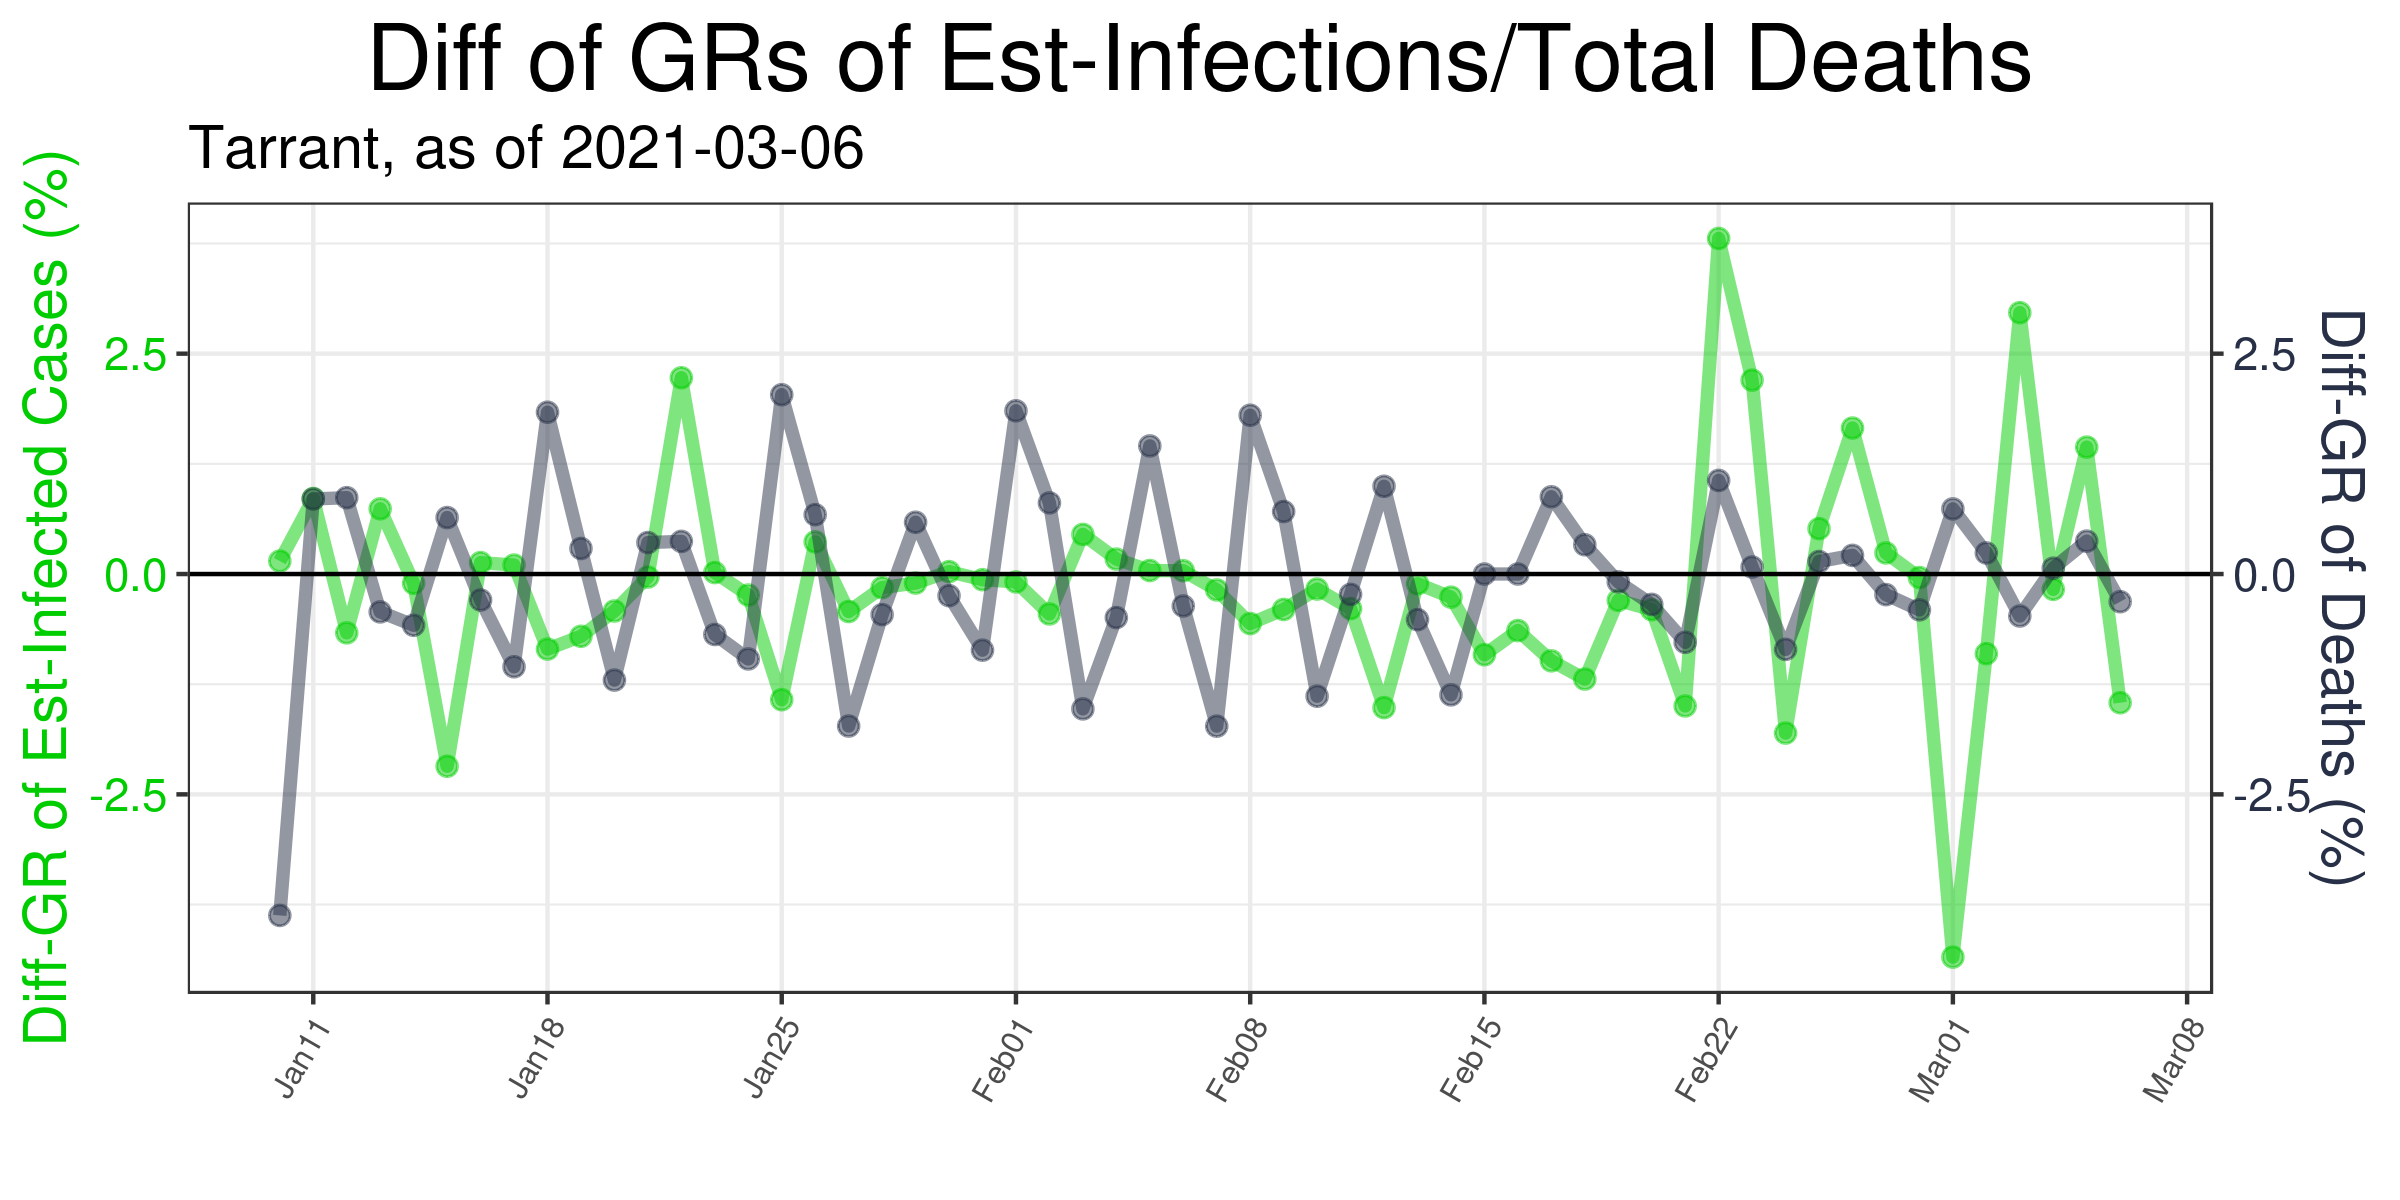 Diff of GRs of Est-Infections/Total Deaths
Tarrant, as of 2021-03-06
Diff-GR of Est-Infected Cases (%)
2.5
0.0
-2.5
2.5
0.0
-2.5
Diff-GR of Deaths (%)
Jan11
Jan18
Jan25
Feb01
Feb08
Feb15
Feb22
Mar01
Mar08